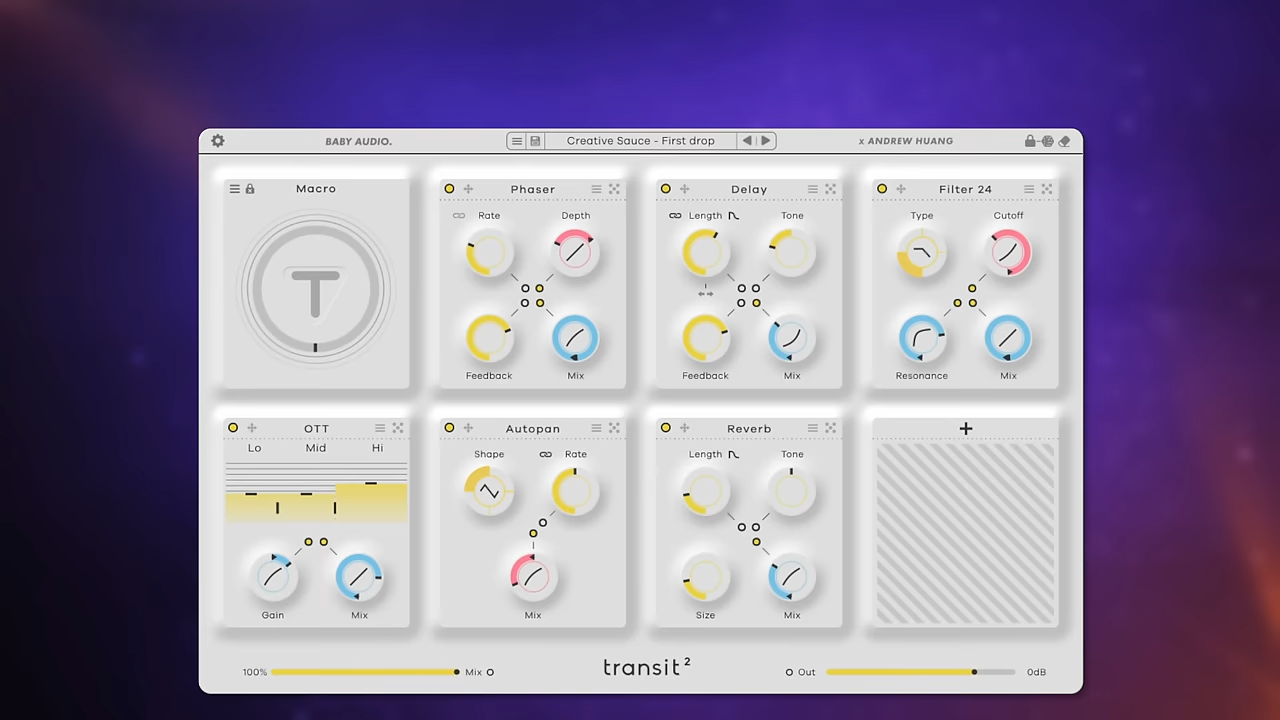 BABY AUDIO.
Creative Sauce - First drop
x ANDREW HUANG
Macro
T
Phaser
Rate
Depth
Feedback
Mix
Delay
Length
Tone
Feedback
Mix
Filter 24
Type
Cutoff
Resonance
Mix
OTT
Lo
Mid
Hi
Gain
Mix
Autopan
Shape
Rate
Mix
Reverb
Length
Tone
Size
Mix
+
100%
Mix
transit²
Out
0dB